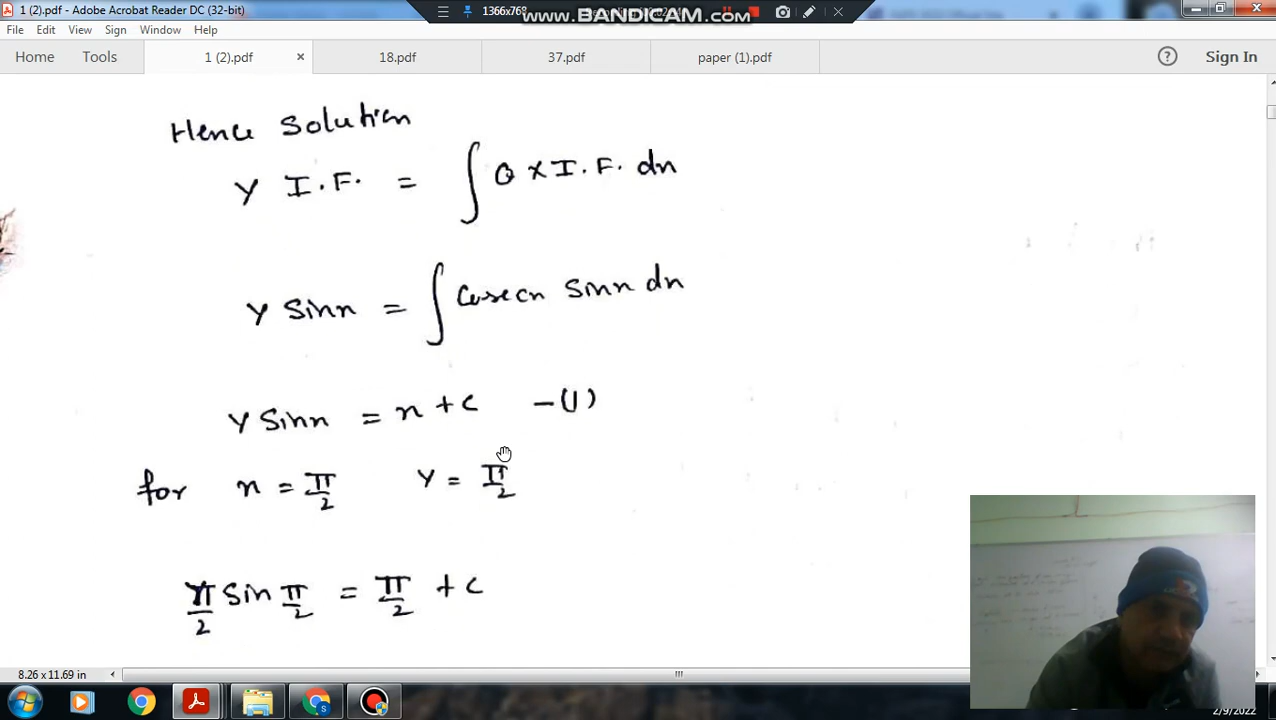 1 (2).pdf - Adobe Acrobat Reader DC (32-bit)
1366x768
www.BANDICAM.com
File Edit View Sign Window Help
Home Tools 1 (2).pdf × 18.pdf 37.pdf paper (1).pdf ? Sign In
Hence Solution
y I.F. = ∫ Q × I.F. dn
y Sinn = ∫ Cosecn Sinn dn
y Sinn = n + c – (1)
for n = π/2 y = π/2
π/2 Sin π/2 = π/2 + c
8.26 x 11.69 in
2/9/2022